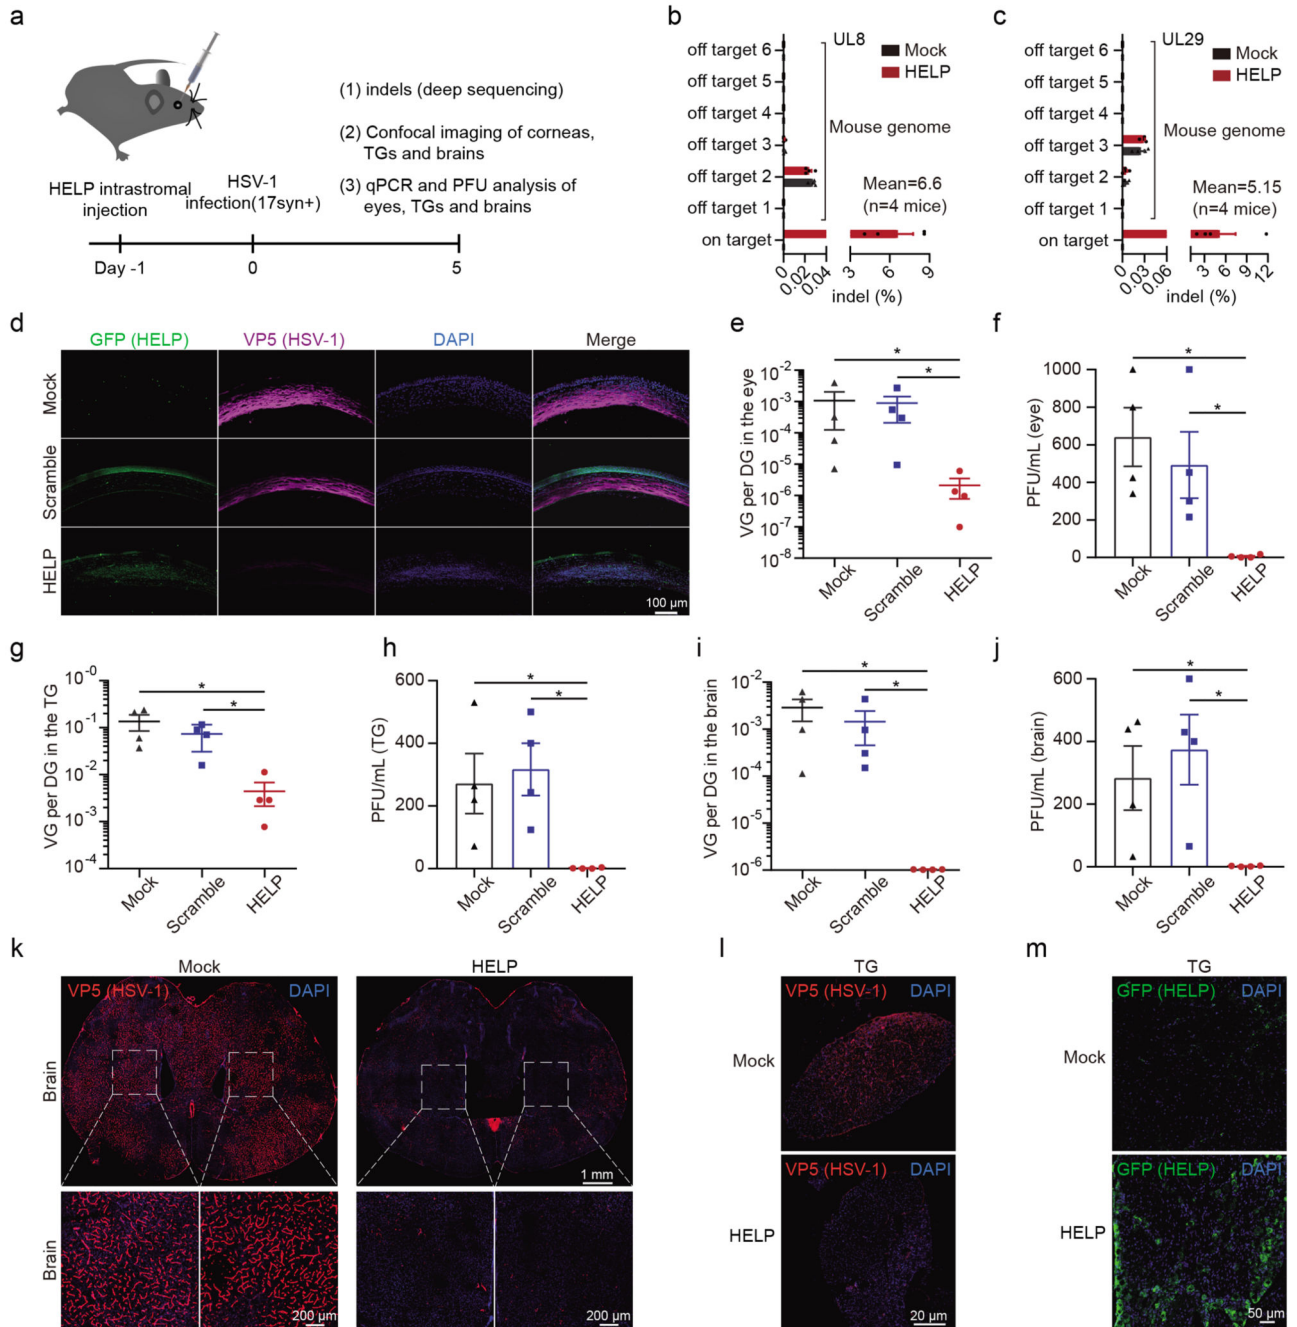 a
HELP intrastromal
injection
HSV-1
infection(17syn+)
(1) indels (deep sequencing)
(2) Confocal imaging of corneas,
TGs and brains
(3) qPCR and PFU analysis of
eyes, TGs and brains
Day -1
0
5
b
UL8
off target 6
off target 5
off target 4
off target 3
off target 2
off target 1
on target
Mock
HELP
Mouse genome
Mean=6.6
(n=4 mice)
0
0.02
0.04
3
6
9
indel (%)
c
UL29
off target 6
off target 5
off target 4
off target 3
off target 2
off target 1
on target
Mock
HELP
Mouse genome
Mean=5.15
(n=4 mice)
0
0.03
0.06
3
6
9
12
indel (%)
d
GFP (HELP)
VP5 (HSV-1)
DAPI
Merge
Mock
Scramble
HELP
100 μm
e
VG per DG in the eye
10-2
10-3
10-4
10-5
10-6
10-7
10-8
*
*
Mock
Scramble
HELP
f
PFU/mL (eye)
1000
800
600
400
200
0
*
*
Mock
Scramble
HELP
g
VG per DG in the TG
10-0
10-1
10-2
10-3
10-4
*
*
Mock
Scramble
HELP
h
PFU/mL (TG)
600
400
200
0
*
*
Mock
Scramble
HELP
i
VG per DG in the brain
10-2
10-3
10-4
10-5
10-6
*
*
Mock
Scramble
HELP
j
PFU/mL (brain)
600
400
200
0
*
*
Mock
Scramble
HELP
k
Mock
HELP
VP5 (HSV-1)
DAPI
Brain
1 mm
Brain
200 μm
200 μm
l
TG
VP5 (HSV-1)
DAPI
Mock
VP5 (HSV-1)
DAPI
HELP
20 μm
m
TG
GFP (HELP)
DAPI
Mock
GFP (HELP)
DAPI
HELP
50 μm